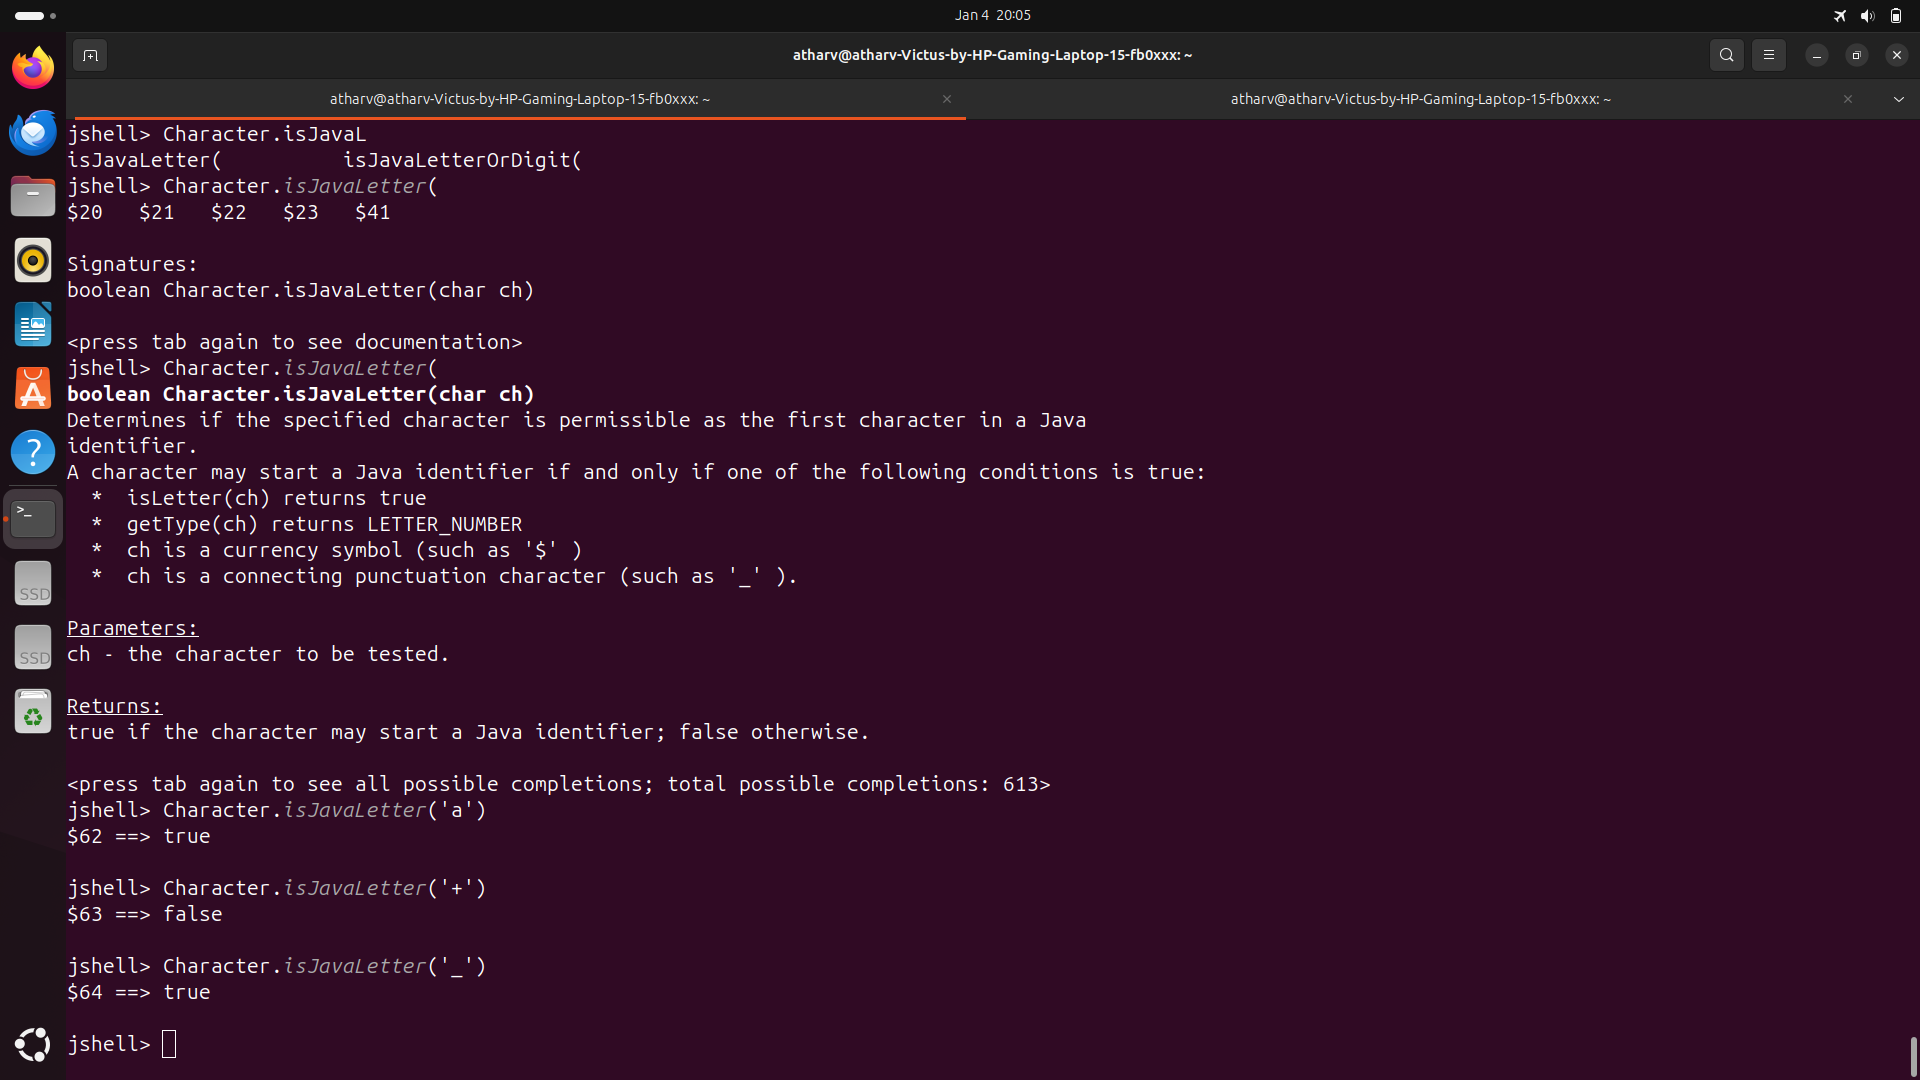 Jan 4 20:05
atharv@atharv-Victus-by-HP-Gaming-Laptop-15-fb0xxx: ~
atharv@atharv-Victus-by-HP-Gaming-Laptop-15-fb0xxx: ~
atharv@atharv-Victus-by-HP-Gaming-Laptop-15-fb0xxx: ~
jshell> Character.isJavaL
isJavaLetter(          isJavaLetterOrDigit(
jshell> Character.isJavaLetter(
$20   $21   $22   $23   $41
Signatures:
boolean Character.isJavaLetter(char ch)
<press tab again to see documentation>
jshell> Character.isJavaLetter(
boolean Character.isJavaLetter(char ch)
Determines if the specified character is permissible as the first character in a Java
identifier.
A character may start a Java identifier if and only if one of the following conditions is true:
  *  isLetter(ch) returns true
  *  getType(ch) returns LETTER_NUMBER
  *  ch is a currency symbol (such as '$' )
  *  ch is a connecting punctuation character (such as '_' ).
Parameters:
ch - the character to be tested.
Returns:
true if the character may start a Java identifier; false otherwise.
<press tab again to see all possible completions; total possible completions: 613>
jshell> Character.isJavaLetter('a')
$62 ==> true
jshell> Character.isJavaLetter('+')
$63 ==> false
jshell> Character.isJavaLetter('_')
$64 ==> true
jshell>
?
>_
SSD
SSD